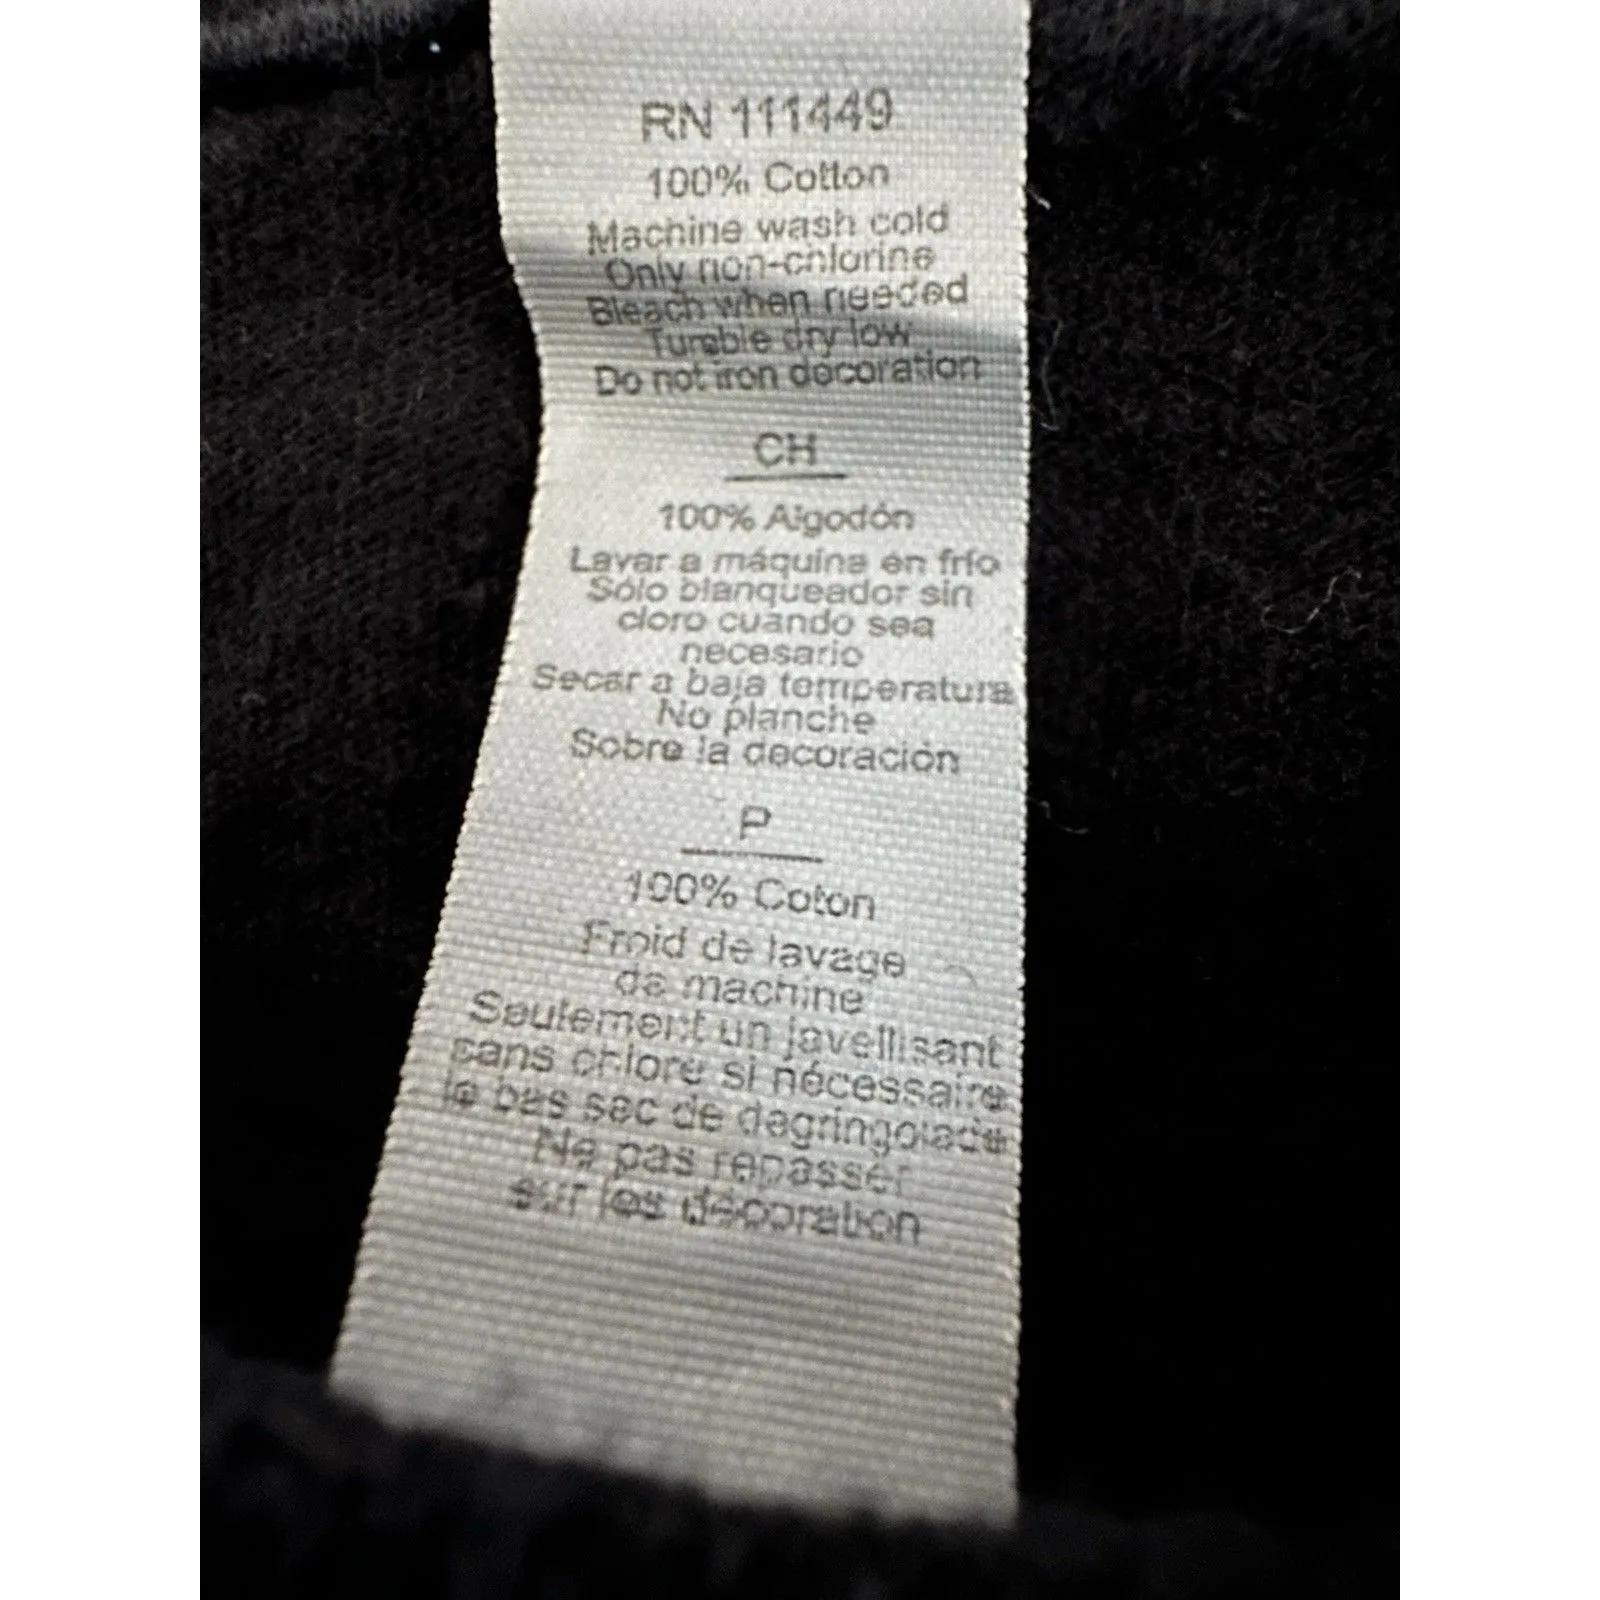 RN 111449
100% Cotton
Machine wash cold
Only non-chlorine
Bleach when needed
Tumble dry low
Do not iron decoration
CH
100% Algodón
Lavar a máquina en frío
Sólo blanqueador sin
cloro cuando sea
necesario
Secar a baja temperatura
No planche
Sobre la decoración
P
100% Coton
Froid de lavage
de machine
Seulement un javellisant
sans chlore si nécessaire
le bas sec de dagringolade
Ne pas repasser
sur les décoration